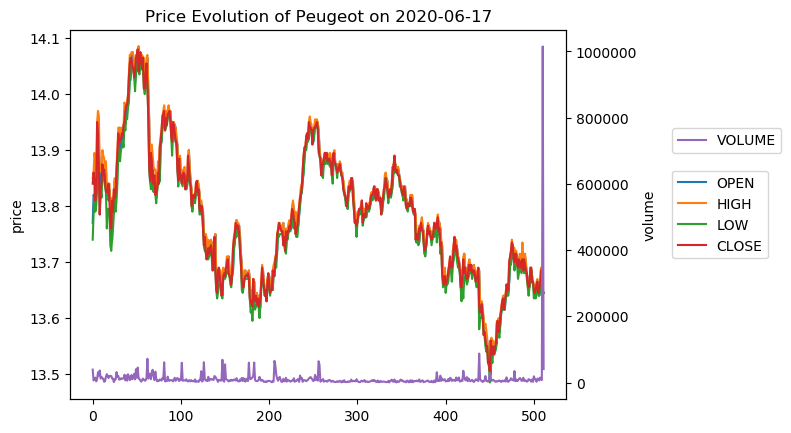 Price Evolution of Peugeot on 2020-06-17
14.1
14.0
13.9
13.8
13.7
13.6
13.5
price
0
100
200
300
400
500
1000000
800000
600000
400000
200000
0
volume
VOLUME
OPEN
HIGH
LOW
CLOSE